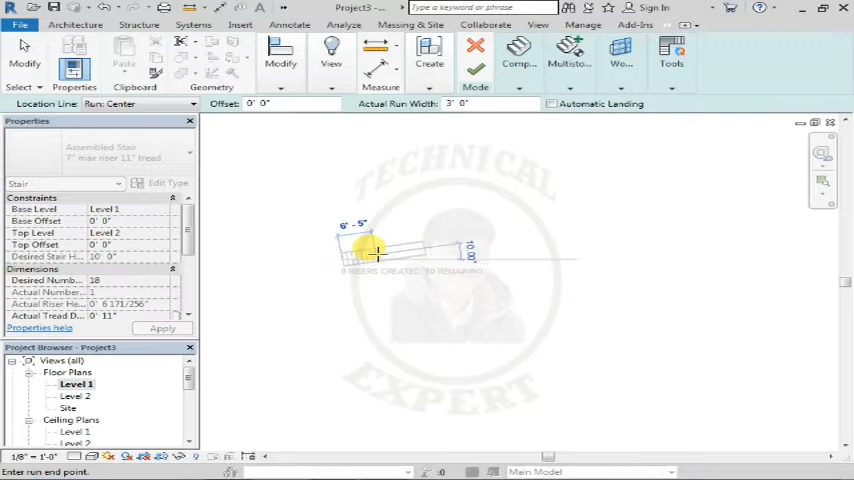 Project3 -
Type a keyword or phrase
Sign In
File Architecture Structure Systems Insert Annotate Analyze Massing & Site Collaborate View Manage Add-Ins
Modify Properties Paste Modify View Create Mode Comp... Multisto... Wo... Tools
Select Properties Clipboard Geometry Measure
Location Line: Run: Center Offset: 0' 0" Actual Run Width: 3' 0" Automatic Landing
Properties
Assembled Stair
7" max riser 11" tread
Stair Edit Type
Constraints
Base Level Level 1
Base Offset 0' 0"
Top Level Level 2
Top Offset 0' 0"
Desired Stair H... 10' 0"
Dimensions
Desired Numb... 18
Actual Number... 1
Actual Riser He... 0' 6 171/256"
Actual Tread D... 0' 11"
Properties help Apply
Project Browser - Project3
Views (all)
Floor Plans
Level 1
Level 2
Site
Ceiling Plans
Level 1
Level 2
TECHNICAL
6' - 5"
10.00°
RISERS CREATED, 10 REMAINING
EXPERT
1/8" = 1'-0"
Enter run end point.
:0 Main Model